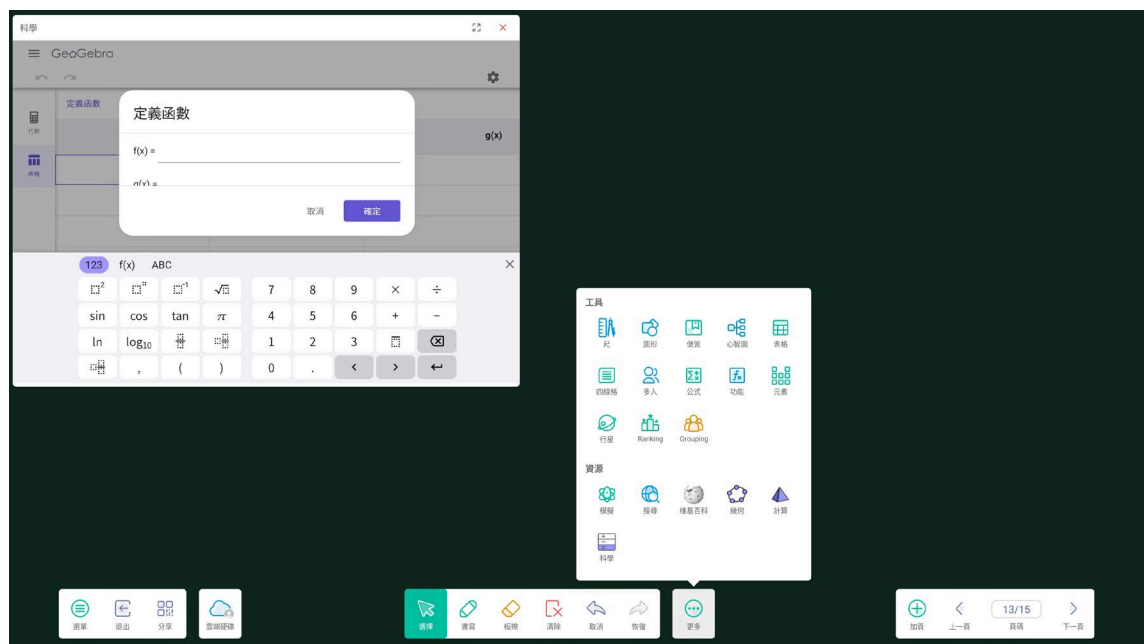 科學
GeoGebra
定義函數
代數
表格
g(x)
定義函數
f(x) =
g(x) =
取消 確定
123 f(x) ABC
7 8 9 × ÷
sin cos tan π 4 5 6 + −
ln log10 1 2 3
, ( ) 0 . < >
工具
尺 圖形 便簽 心智圖 表格
四線格 多人 公式 功能 元素
行星 Ranking Grouping
資源
模擬 搜尋 維基百科 幾何 計算
科學
選單 退出 分享 雲端硬碟 選擇 書寫 板擦 清除 取消 恢復 更多 加頁 上一頁 頁碼 下一頁
13/15